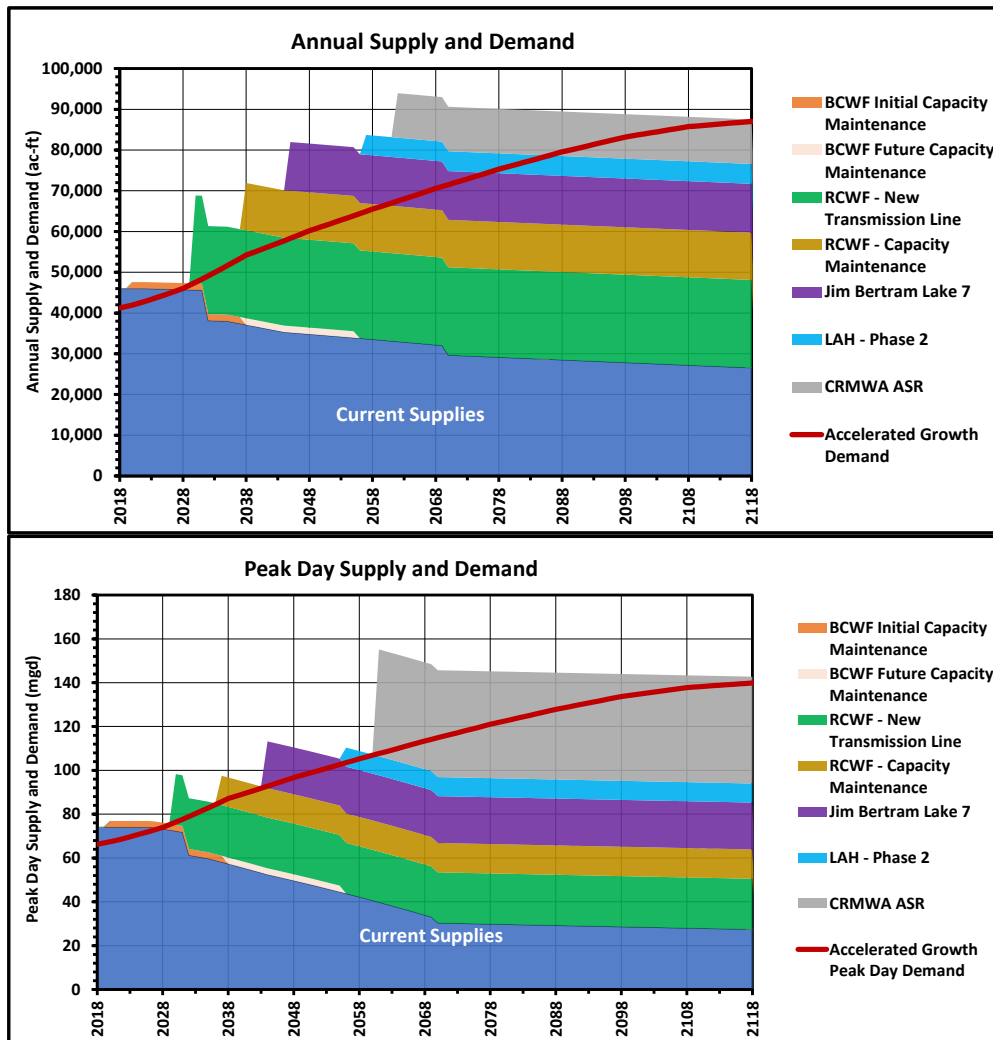 Annual Supply and Demand
Annual Supply and Demand (ac-ft)
100,000
90,000
80,000
70,000
60,000
50,000
40,000
30,000
20,000
10,000
0
Current Supplies
2018
2028
2038
2048
2058
2068
2078
2088
2098
2108
2118
BCWF Initial Capacity
Maintenance
BCWF Future Capacity
Maintenance
RCWF - New
Transmission Line
RCWF - Capacity
Maintenance
Jim Bertram Lake 7
LAH - Phase 2
CRMWA ASR
Accelerated Growth
Demand
Peak Day Supply and Demand
Peak Day Supply and Demand (mgd)
180
160
140
120
100
80
60
40
20
0
Current Supplies
2018
2028
2038
2048
2058
2068
2078
2088
2098
2108
2118
BCWF Initial Capacity
Maintenance
BCWF Future Capacity
Maintenance
RCWF - New
Transmission Line
RCWF - Capacity
Maintenance
Jim Bertram Lake 7
LAH - Phase 2
CRMWA ASR
Accelerated Growth
Peak Day Demand